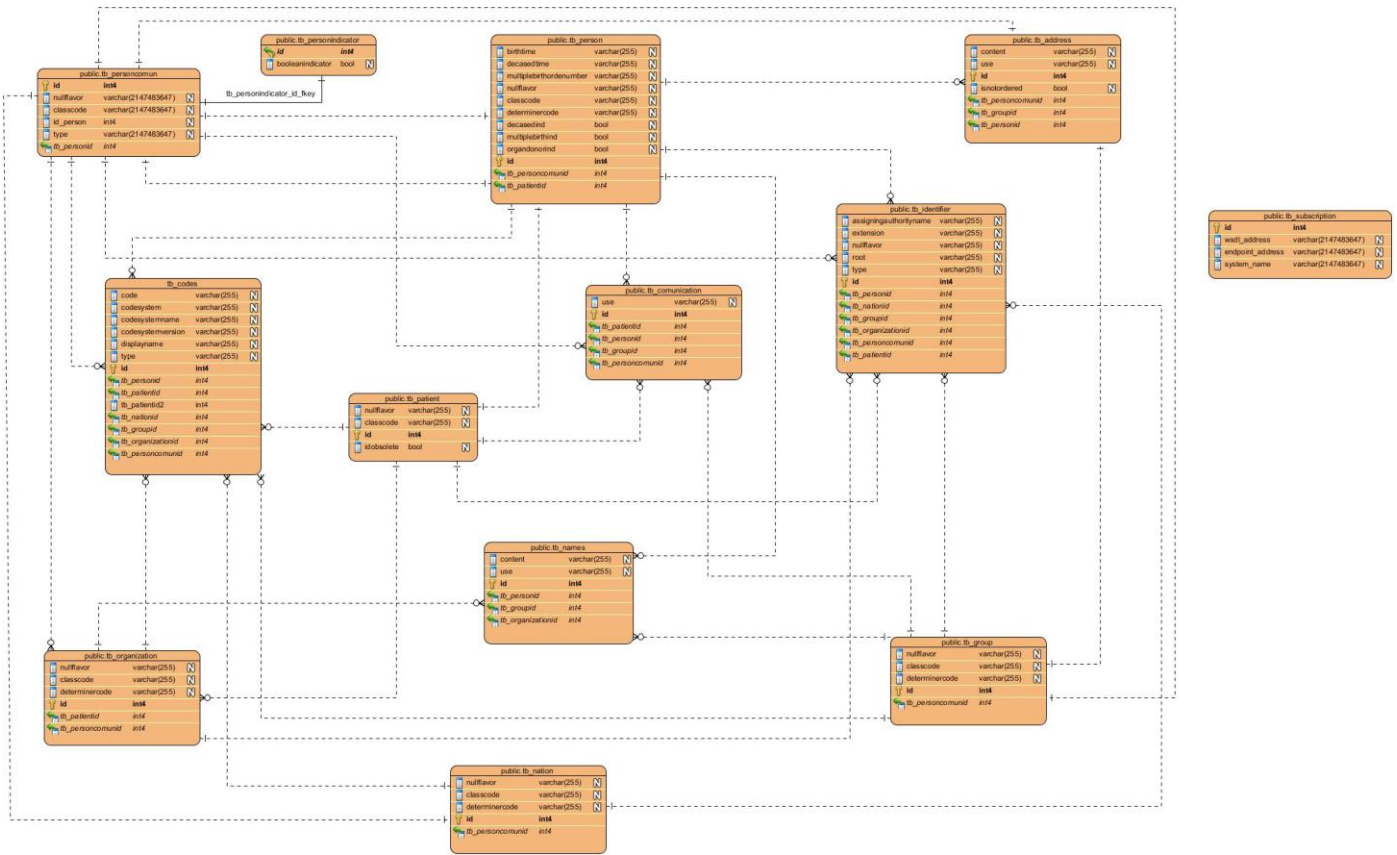 public.tb_personindicator
id int4
booleanindicator bool N
tb_personindicator_id_fkey
public.tb_personcomun
id int4
nullflavor varchar(2147483647) N
classcode varchar(2147483647) N
id_person int4 N
type varchar(2147483647) N
tb_personid int4
public.tb_person
birthtime varchar(255) N
decasedtime varchar(255) N
multiplebirthordenumber varchar(255) N
nullflavor varchar(255) N
classcode varchar(255) N
determinercode varchar(255) N
decasedind bool N
multiplebirthind bool N
organdonorind bool N
id int4
tb_personcomunid int4
tb_patientid int4
public.tb_address
content varchar(255) N
use varchar(255) N
id int4
isnotordered bool N
tb_personcomunid int4
tb_groupid int4
tb_personid int4
public.tb_identifier
assigningauthorityname varchar(255) N
extension varchar(255) N
nullflavor varchar(255) N
root varchar(255) N
type varchar(255) N
id int4
tb_personid int4
tb_nationid int4
tb_groupid int4
tb_organizationid int4
tb_personcomunid int4
tb_patientid int4
public.tb_subscription
id int4
wsdl_address varchar(2147483647) N
endpoint_address varchar(2147483647) N
system_name varchar(2147483647) N
tb_codes
code varchar(255) N
codesystem varchar(255) N
codesystemname varchar(255) N
codesystemversion varchar(255) N
displayname varchar(255) N
type varchar(255) N
id int4
tb_personid int4
tb_patientid int4
tb_patientid2 int4
tb_nationid int4
tb_groupid int4
tb_organizationid int4
tb_personcomunid int4
public.tb_comunication
use varchar(255) N
id int4
tb_patientid int4
tb_personid int4
tb_groupid int4
tb_personcomunid int4
public.tb_patient
nullflavor varchar(255) N
classcode varchar(255) N
id int4
idobsolete bool N
public.tb_names
content varchar(255) N
use varchar(255) N
id int4
tb_personid int4
tb_groupid int4
tb_organizationid int4
public.tb_organization
nullflavor varchar(255) N
classcode varchar(255) N
determinercode varchar(255) N
id int4
tb_patientid int4
tb_personcomunid int4
public.tb_group
nullflavor varchar(255) N
classcode varchar(255) N
determinercode varchar(255) N
id int4
tb_personcomunid int4
public.tb_nation
nullflavor varchar(255) N
classcode varchar(255) N
determinercode varchar(255) N
id int4
tb_personcomunid int4